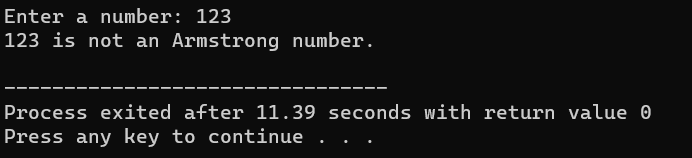 Enter a number: 123
123 is not an Armstrong number.
--------------------------------
Process exited after 11.39 seconds with return value 0
Press any key to continue . . .